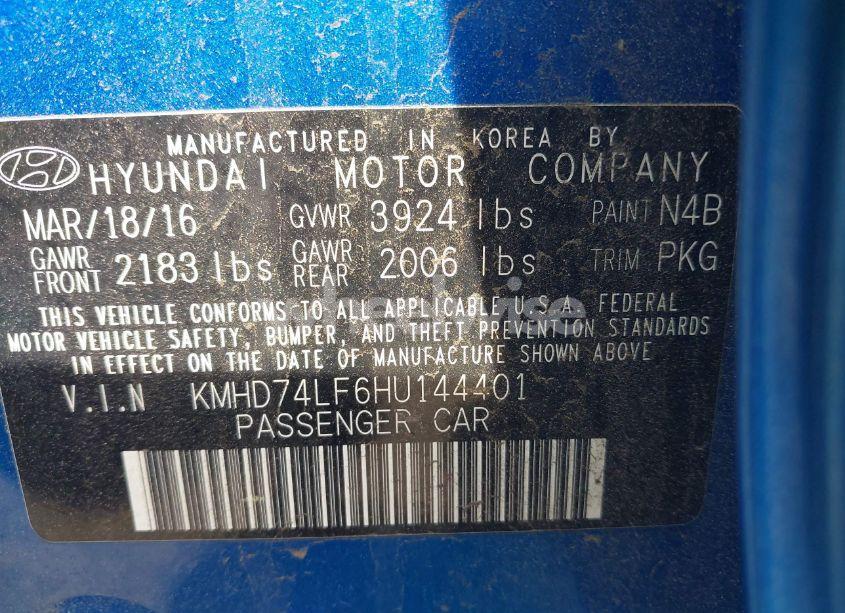 MANUFACTURED IN KOREA BY
HYUNDAI MOTOR COMPANY
MAR/18/16 GVWR 3924 lbs PAINT N4B
GAWR FRONT 2183 lbs GAWR REAR 2006 lbs TRIM PKG
THIS VEHICLE CONFORMS TO ALL APPLICABLE U.S.A. FEDERAL
MOTOR VEHICLE SAFETY, BUMPER, AND THEFT PREVENTION STANDARDS
IN EFFECT ON THE DATE OF MANUFACTURE SHOWN ABOVE
V.I.N KMHD74LF6HU144401
PASSENGER CAR